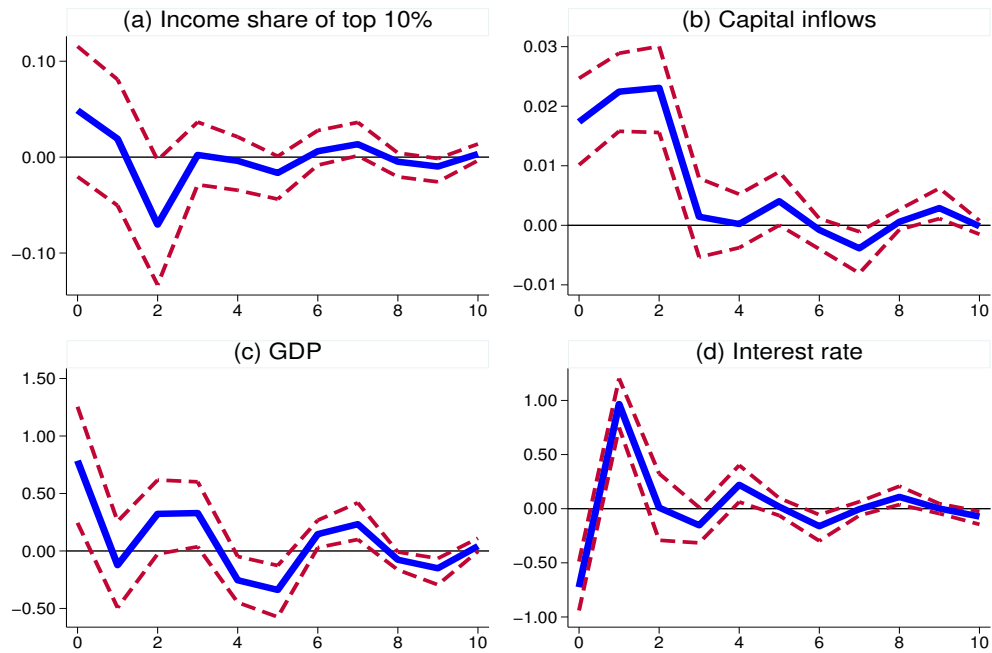 (a) Income share of top 10%
0.10
0.00
−0.10
0 2 4 6 8 10
(b) Capital inflows
0.03
0.02
0.01
0.00
−0.01
0 2 4 6 8 10
(c) GDP
1.50
1.00
0.50
0.00
−0.50
0 2 4 6 8 10
(d) Interest rate
1.00
0.50
0.00
−0.50
−1.00
0 2 4 6 8 10